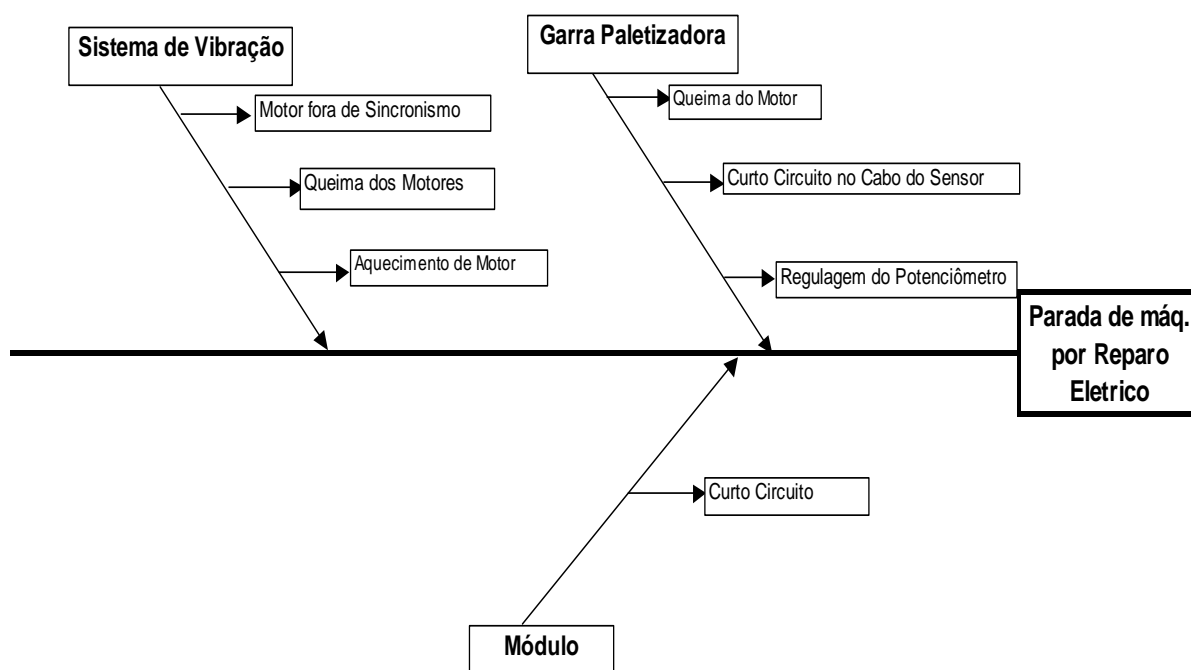 Sistema de Vibração
Motor fora de Sincronismo
Queima dos Motores
Aquecimento de Motor
Garra Paletizadora
Queima do Motor
Curto Circuito no Cabo do Sensor
Regulagem do Potenciômetro
Parada de máq.
por Reparo
Eletrico
Curto Circuito
Módulo